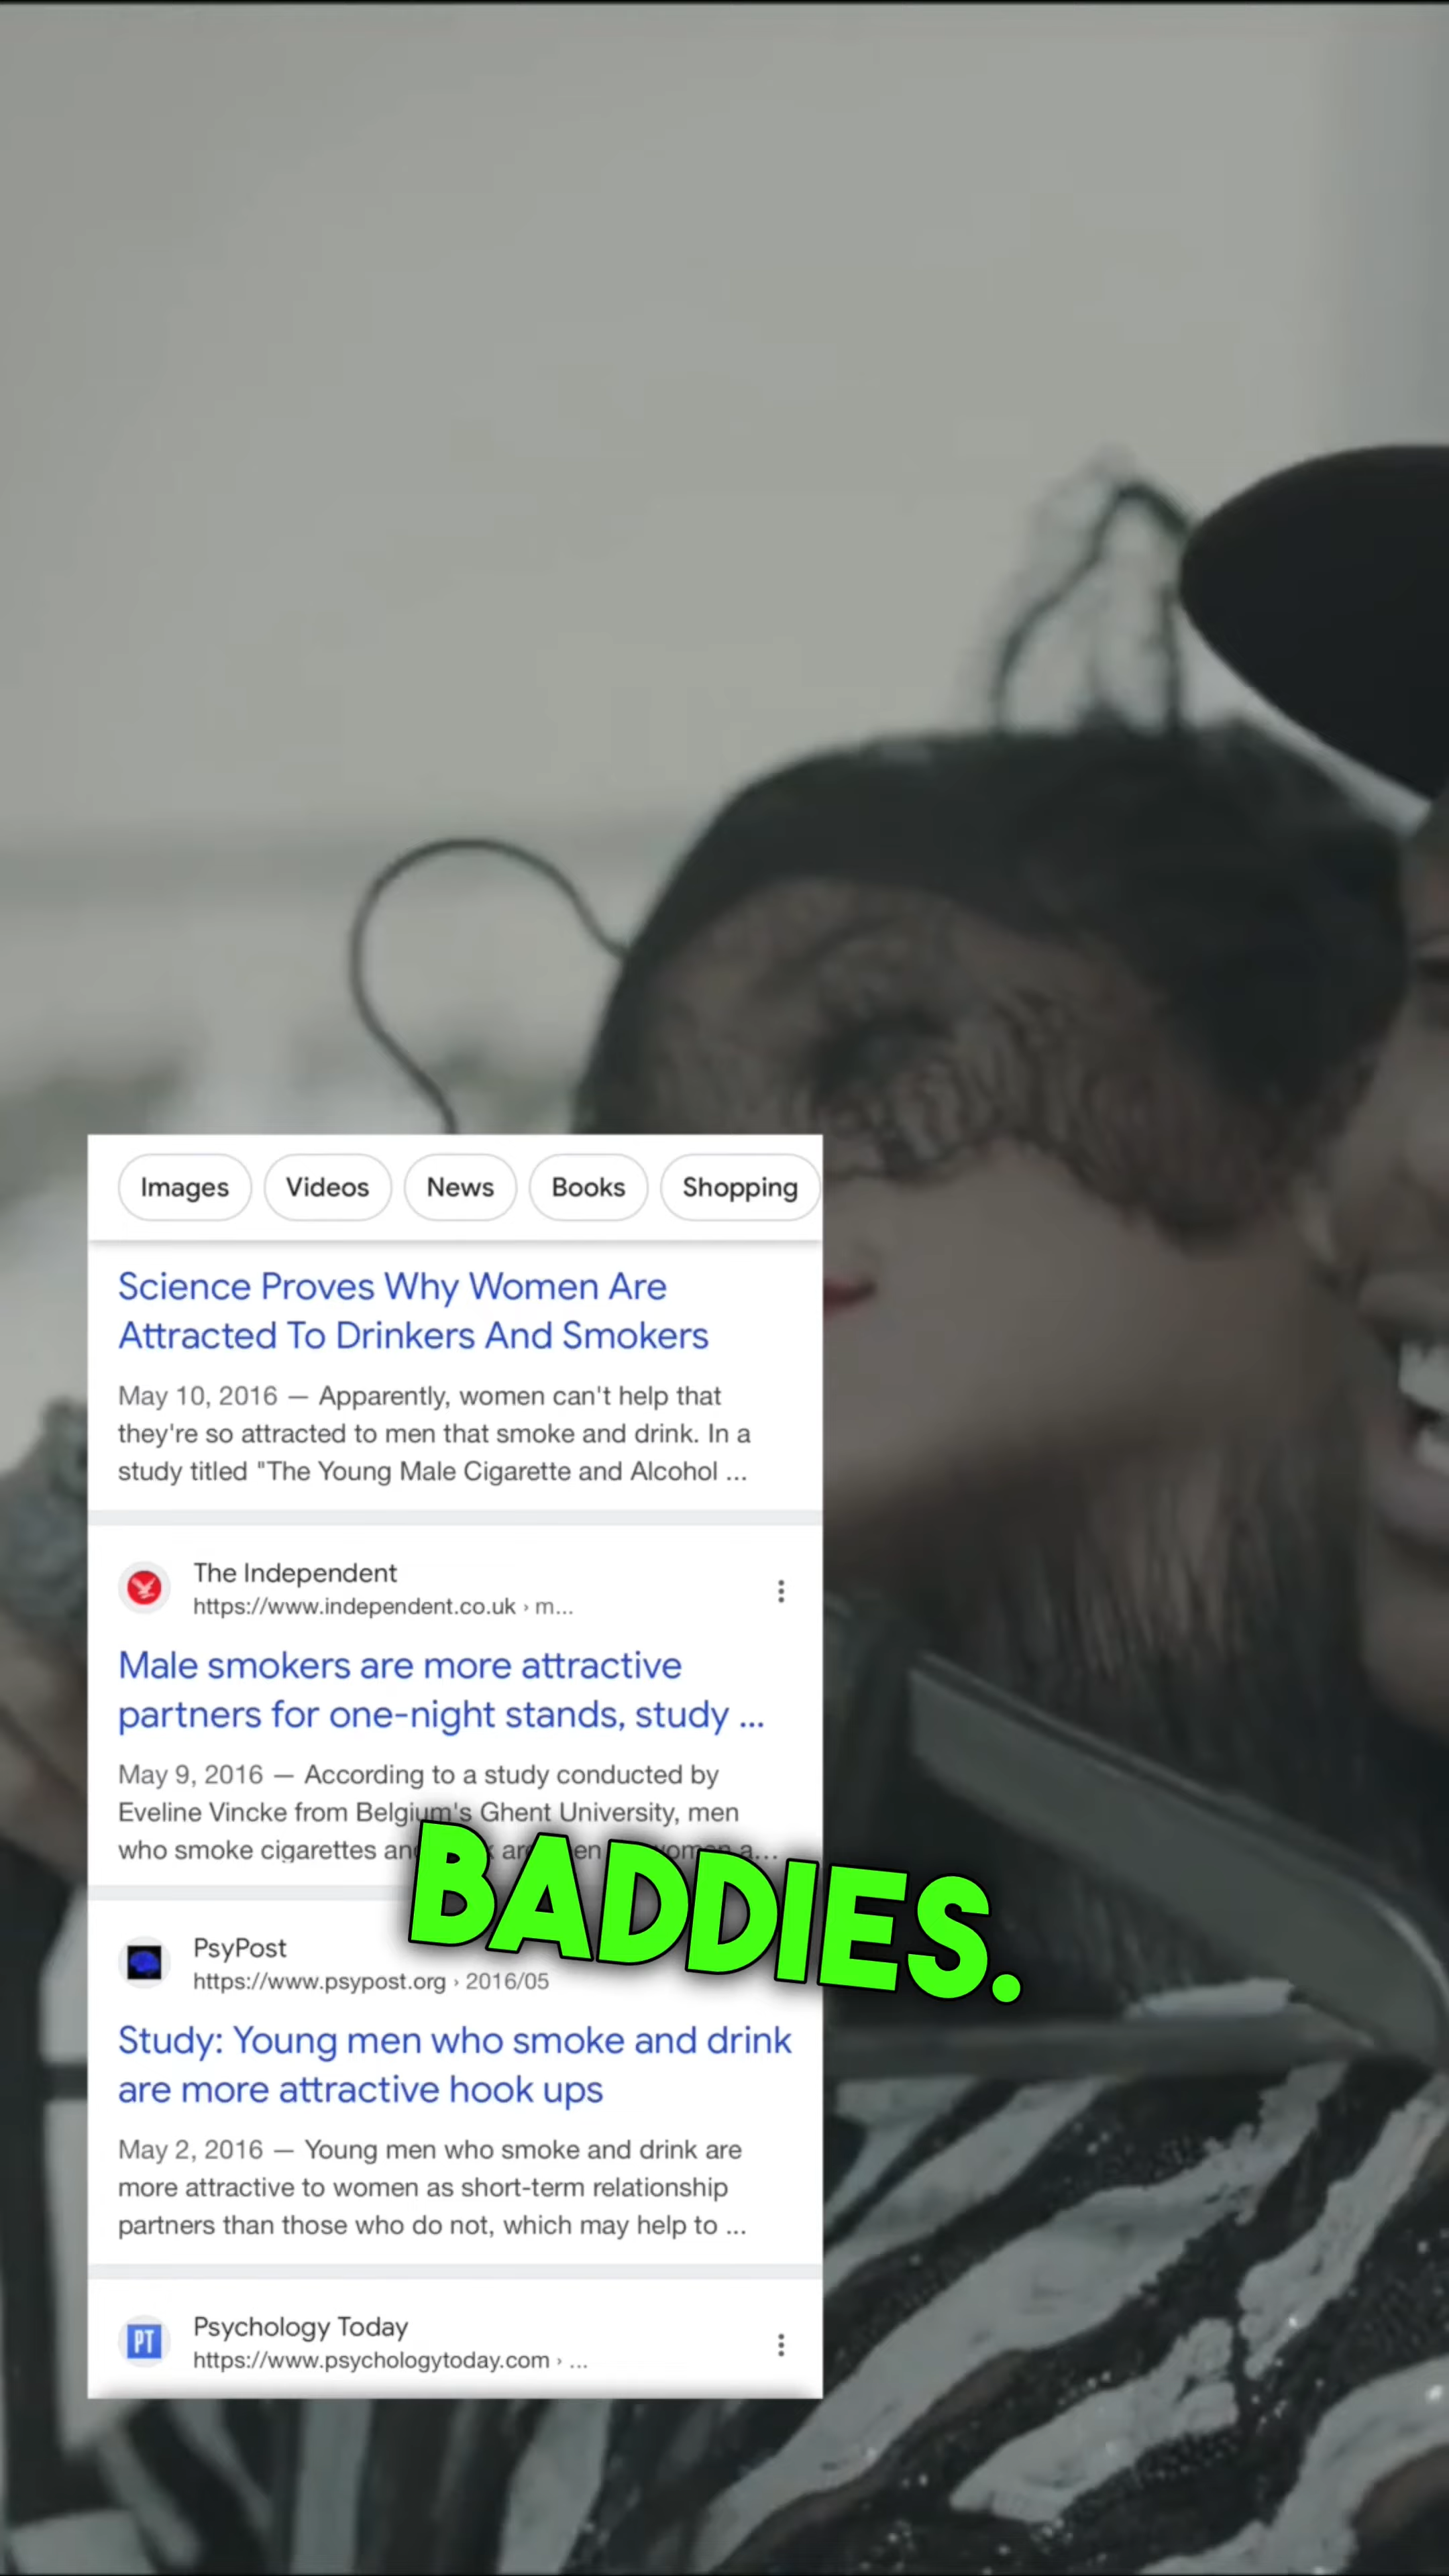 Images Videos News Books Shopping
Science Proves Why Women Are
Attracted To Drinkers And Smokers
May 10, 2016 — Apparently, women can't help that
they're so attracted to men that smoke and drink. In a
study titled "The Young Male Cigarette and Alcohol ...
The Independent
https://www.independent.co.uk › m...
Male smokers are more attractive
partners for one-night stands, study ...
May 9, 2016 — According to a study conducted by
Eveline Vincke from Belgium's Ghent University, men
who smoke cigarettes
BADDIES.
PsyPost
https://www.psypost.org › 2016/05
Study: Young men who smoke and drink
are more attractive hook ups
May 2, 2016 — Young men who smoke and drink are
more attractive to women as short-term relationship
partners than those who do not, which may help to ...
PT
Psychology Today
https://www.psychologytoday.com › ...